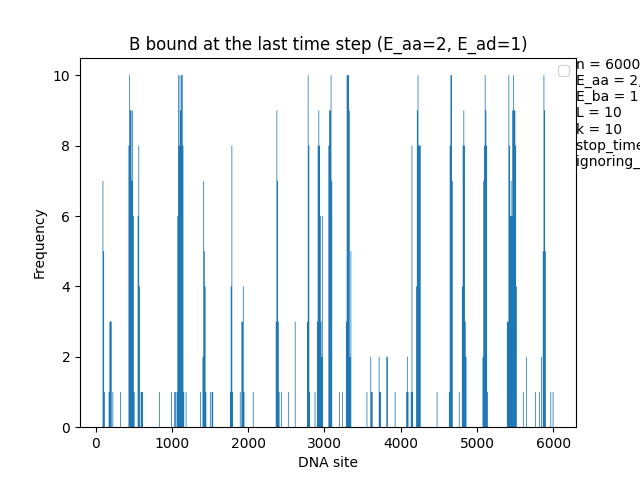 B bound at the last time step (E_aa=2, E_ad=1)
n = 6000
E_aa = 2,
E_ba = 1
L = 10
k = 10
stop_time
ignoring_
Frequency
10
8
6
4
2
0
0 1000 2000 3000 4000 5000 6000
DNA site